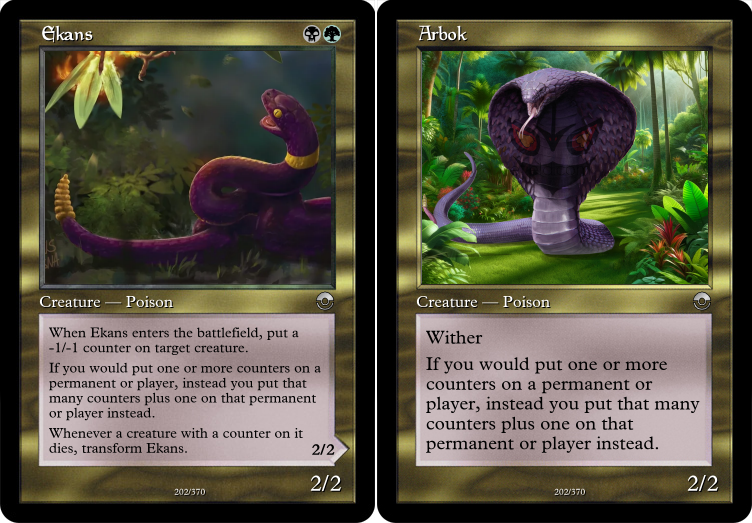 Ekans
Creature — Poison
When Ekans enters the battlefield, put a
-1/-1 counter on target creature.
If you would put one or more counters on a
permanent or player, instead you put that
many counters plus one on that permanent
or player instead.
Whenever a creature with a counter on it
dies, transform Ekans.
2/2
2/2
202/370
Arbok
Creature — Poison
Wither
If you would put one or more
counters on a permanent or
player, instead you put that many
counters plus one on that
permanent or player instead.
2/2
202/370